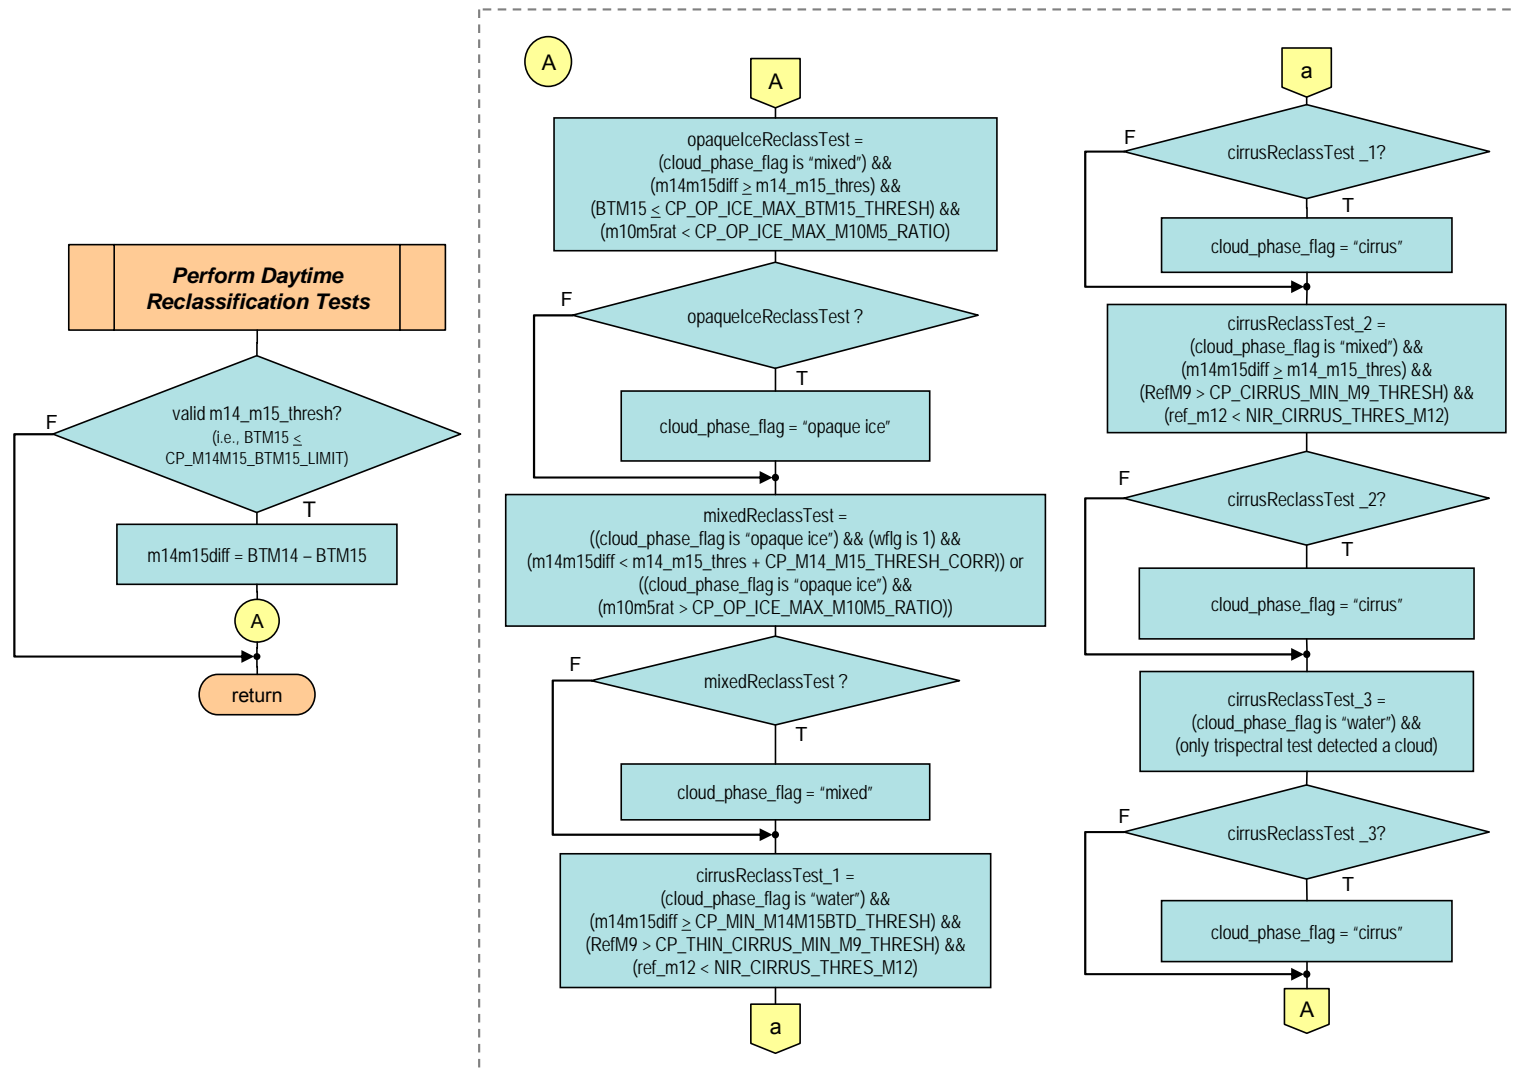 Perform Daytime
Reclassification Tests
F
valid m14_m15_thresh?
(i.e., BTM15 ≤
CP_M14M15_BTM15_LIMIT)
T
m14m15diff = BTM14 – BTM15
A
return
A
A
opaqueIceReclassTest =
(cloud_phase_flag is “mixed”) &&
(m14m15diff ≥ m14_m15_thres) &&
(BTM15 ≤ CP_OP_ICE_MAX_BTM15_THRESH) &&
(m10m5rat < CP_OP_ICE_MAX_M10M5_RATIO)
F
opaqueIceReclassTest ?
T
cloud_phase_flag = “opaque ice”
mixedReclassTest =
((cloud_phase_flag is “opaque ice”) && (wflg is 1) &&
(m14m15diff < m14_m15_thres + CP_M14_M15_THRESH_CORR)) or
((cloud_phase_flag is “opaque ice”) &&
(m10m5rat > CP_OP_ICE_MAX_M10M5_RATIO))
F
mixedReclassTest ?
T
cloud_phase_flag = “mixed”
cirrusReclassTest_1 =
(cloud_phase_flag is “water”) &&
(m14m15diff ≥ CP_MIN_M14M15BTD_THRESH) &&
(RefM9 > CP_THIN_CIRRUS_MIN_M9_THRESH) &&
(ref_m12 < NIR_CIRRUS_THRES_M12)
a
a
F
cirrusReclassTest _1?
T
cloud_phase_flag = “cirrus”
cirrusReclassTest_2 =
(cloud_phase_flag is “mixed”) &&
(m14m15diff ≥ m14_m15_thres) &&
(RefM9 > CP_CIRRUS_MIN_M9_THRESH) &&
(ref_m12 < NIR_CIRRUS_THRES_M12)
F
cirrusReclassTest _2?
T
cloud_phase_flag = “cirrus”
cirrusReclassTest_3 =
(cloud_phase_flag is “water”) &&
(only trispectral test detected a cloud)
F
cirrusReclassTest _3?
T
cloud_phase_flag = “cirrus”
A